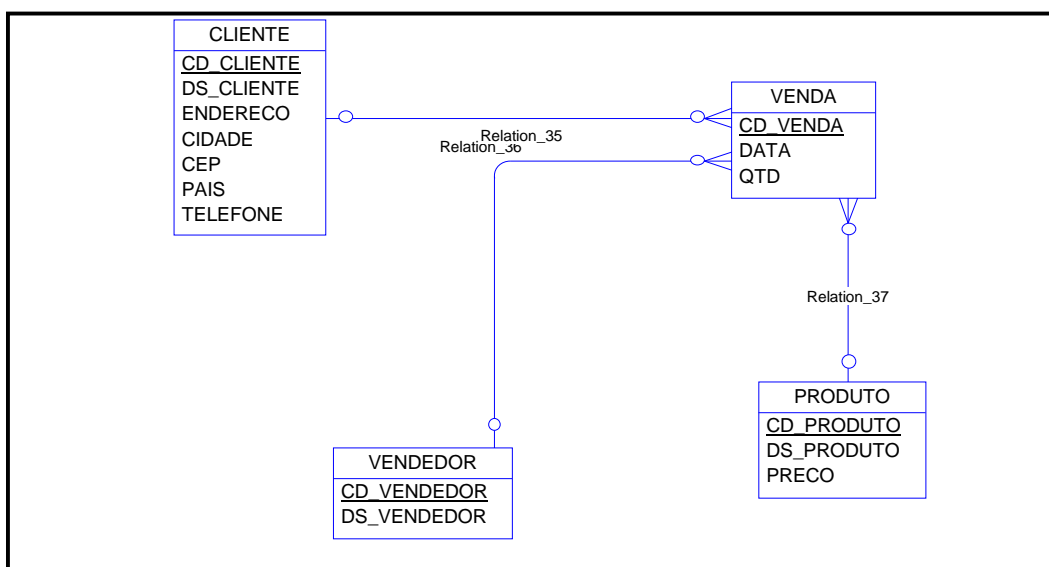 CLIENTE
CD_CLIENTE
DS_CLIENTE
ENDERECO
CIDADE
CEP
PAIS
TELEFONE
Relation_35
Relation_36
VENDA
CD_VENDA
DATA
QTD
Relation_37
VENDEDOR
CD_VENDEDOR
DS_VENDEDOR
PRODUTO
CD_PRODUTO
DS_PRODUTO
PRECO